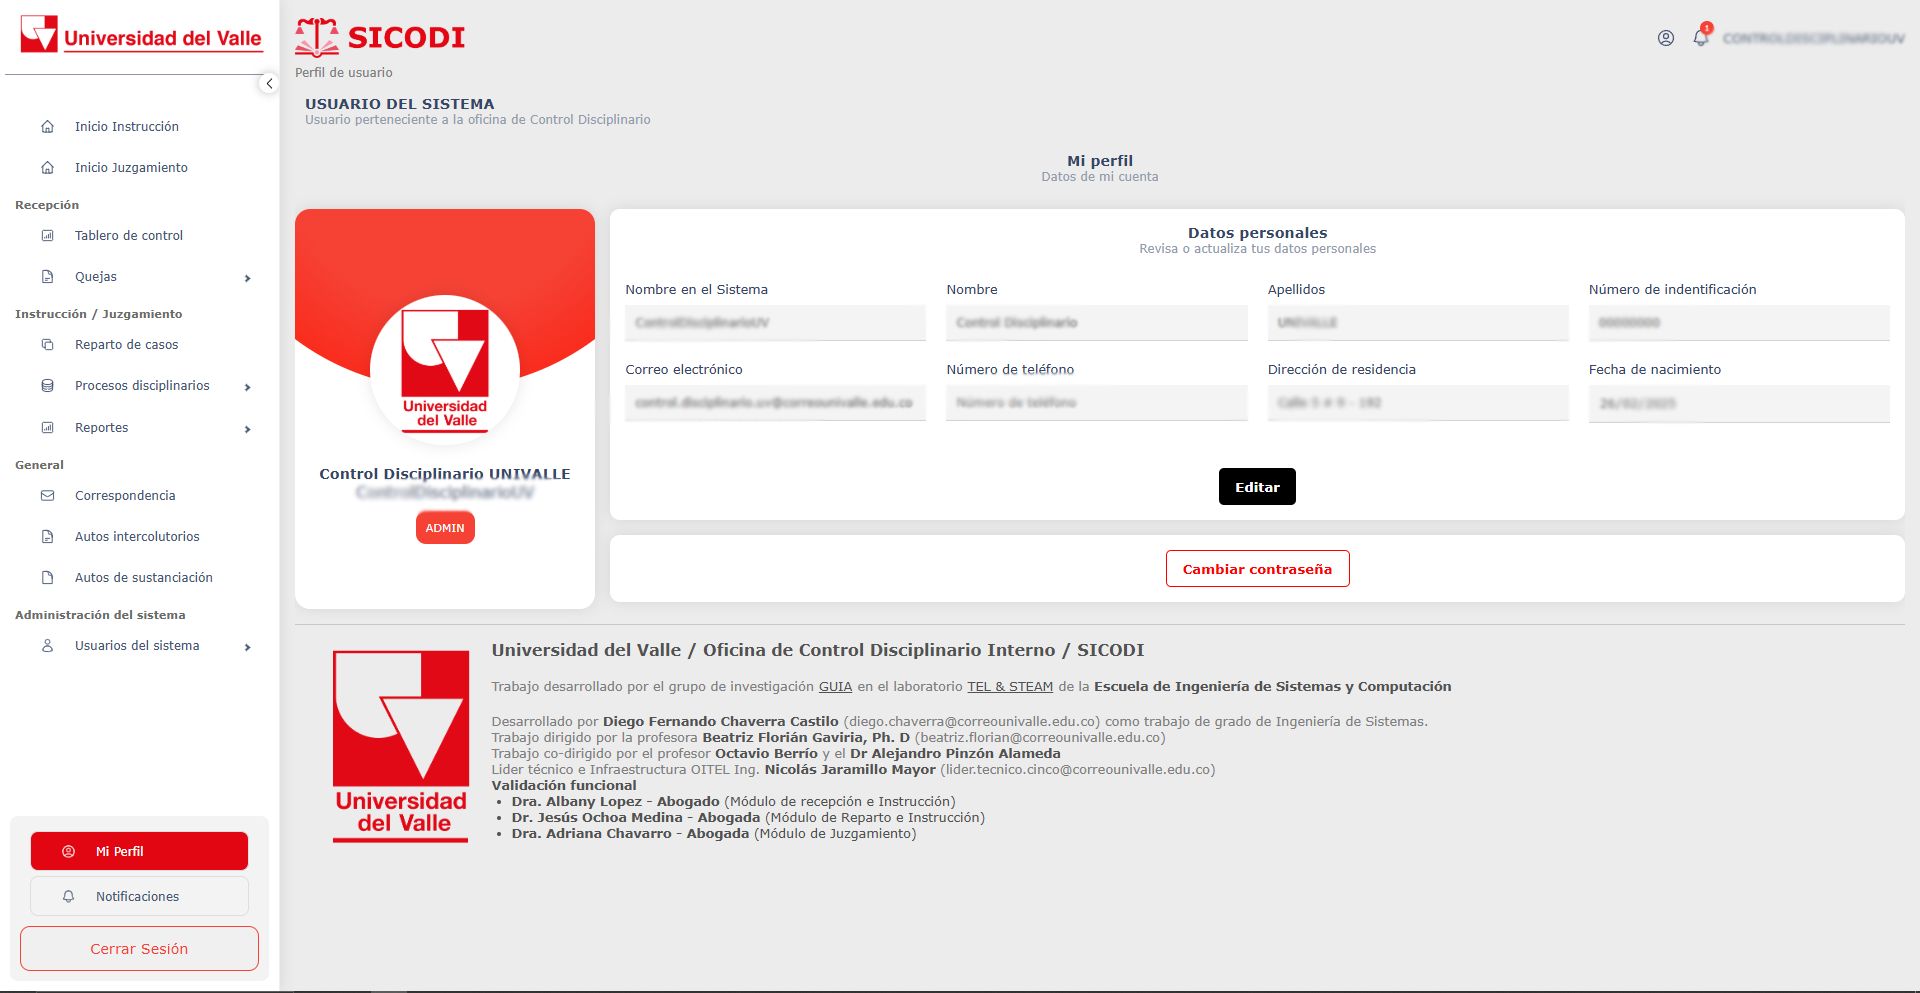 Universidad del Valle
Inicio Instrucción
Inicio Juzgamiento
Recepción
Tablero de control
Quejas
Instrucción / Juzgamiento
Reparto de casos
Procesos disciplinarios
Reportes
General
Correspondencia
Autos intercolutorios
Autos de sustanciación
Administración del sistema
Usuarios del sistema
Mi Perfil
Notificaciones
Cerrar Sesión
SICODI
1
Perfil de usuario
USUARIO DEL SISTEMA
Usuario perteneciente a la oficina de Control Disciplinario
Mi perfil
Datos de mi cuenta
Universidad
del Valle
Control Disciplinario UNIVALLE
ADMIN
Datos personales
Revisa o actualiza tus datos personales
Nombre en el Sistema
Nombre
Apellidos
Número de indentificación
Correo electrónico
Número de teléfono
Dirección de residencia
Fecha de nacimiento
Editar
Cambiar contraseña
Universidad
del Valle
Universidad del Valle / Oficina de Control Disciplinario Interno / SICODI
Trabajo desarrollado por el grupo de investigación GUIA en el laboratorio TEL & STEAM de la Escuela de Ingeniería de Sistemas y Computación
Desarrollado por Diego Fernando Chaverra Castilo (diego.chaverra@correounivalle.edu.co) como trabajo de grado de Ingeniería de Sistemas.
Trabajo dirigido por la profesora Beatriz Florián Gaviria, Ph. D (beatriz.florian@correounivalle.edu.co)
Trabajo co-dirigido por el profesor Octavio Berrío y el Dr Alejandro Pinzón Alameda
Lider técnico e Infraestructura OITEL Ing. Nicolás Jaramillo Mayor (lider.tecnico.cinco@correounivalle.edu.co)
Validación funcional
• Dra. Albany Lopez - Abogado (Módulo de recepción e Instrucción)
• Dr. Jesús Ochoa Medina - Abogada (Módulo de Reparto e Instrucción)
• Dra. Adriana Chavarro - Abogada (Módulo de Juzgamiento)